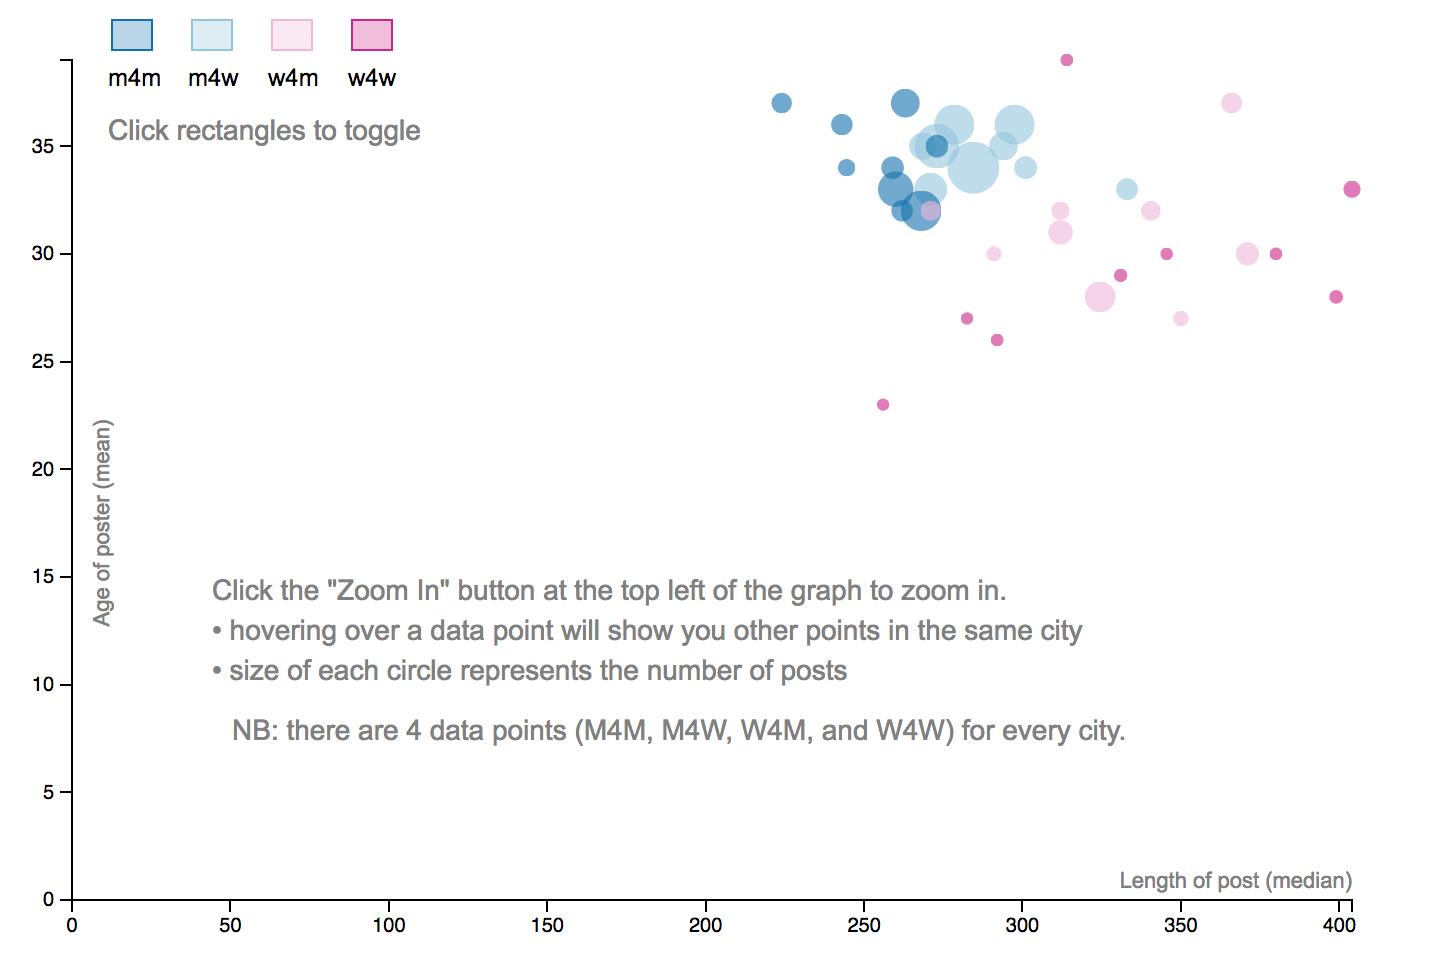 m4m m4w w4m w4w
Click rectangles to toggle
35
30
25
20
15
10
5
0
Age of poster (mean)
Click the "Zoom In" button at the top left of the graph to zoom in.
• hovering over a data point will show you other points in the same city
• size of each circle represents the number of posts
NB: there are 4 data points (M4M, M4W, W4M, and W4W) for every city.
Length of post (median)
0 50 100 150 200 250 300 350 400